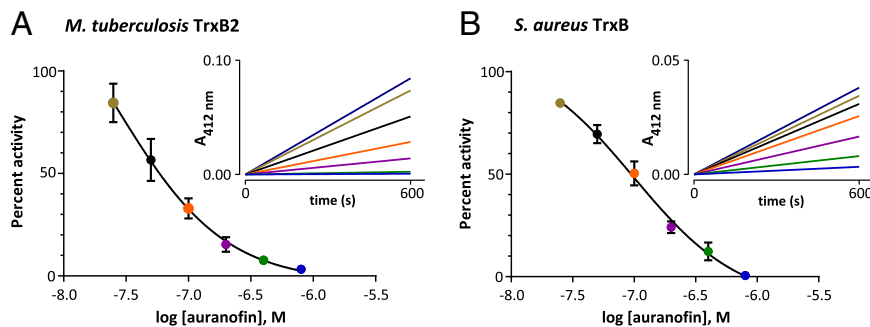 A M. tuberculosis TrxB2
Percent activity
100
50
0
-8.0 -7.5 -7.0 -6.5 -6.0 -5.5
log [auranofin], M
A412 nm
0.10
0.00
0 600
time (s)
B S. aureus TrxB
Percent activity
100
50
0
-8.0 -7.5 -7.0 -6.5 -6.0 -5.5
log [auranofin], M
A412 nm
0.05
0.00
0 600
time (s)